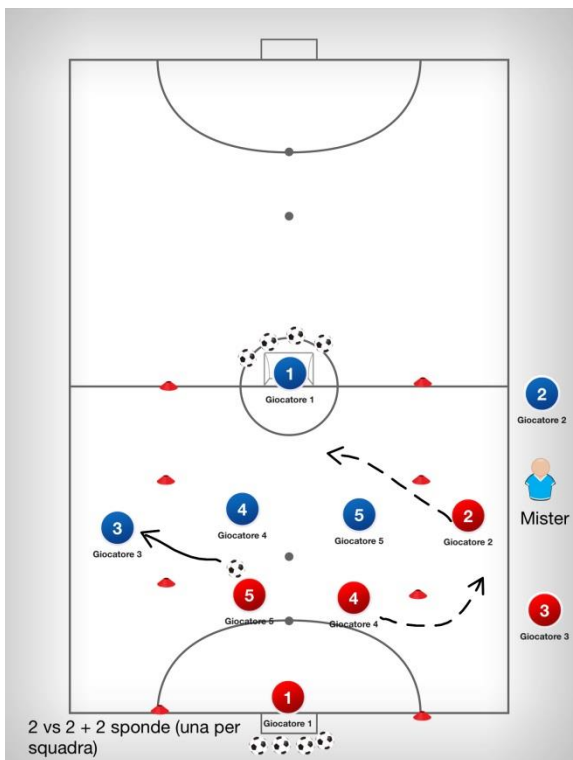 1
Giocatore 1
2
Giocatore 2
4
5
2
3
Giocatore 4
Giocatore 5
Giocatore 2
Giocatore 3
Mister
5
4
3
Giocatore 5
Giocatore 4
Giocatore 3
1
Giocatore 1
2 vs 2 + 2 sponde (una per
squadra)